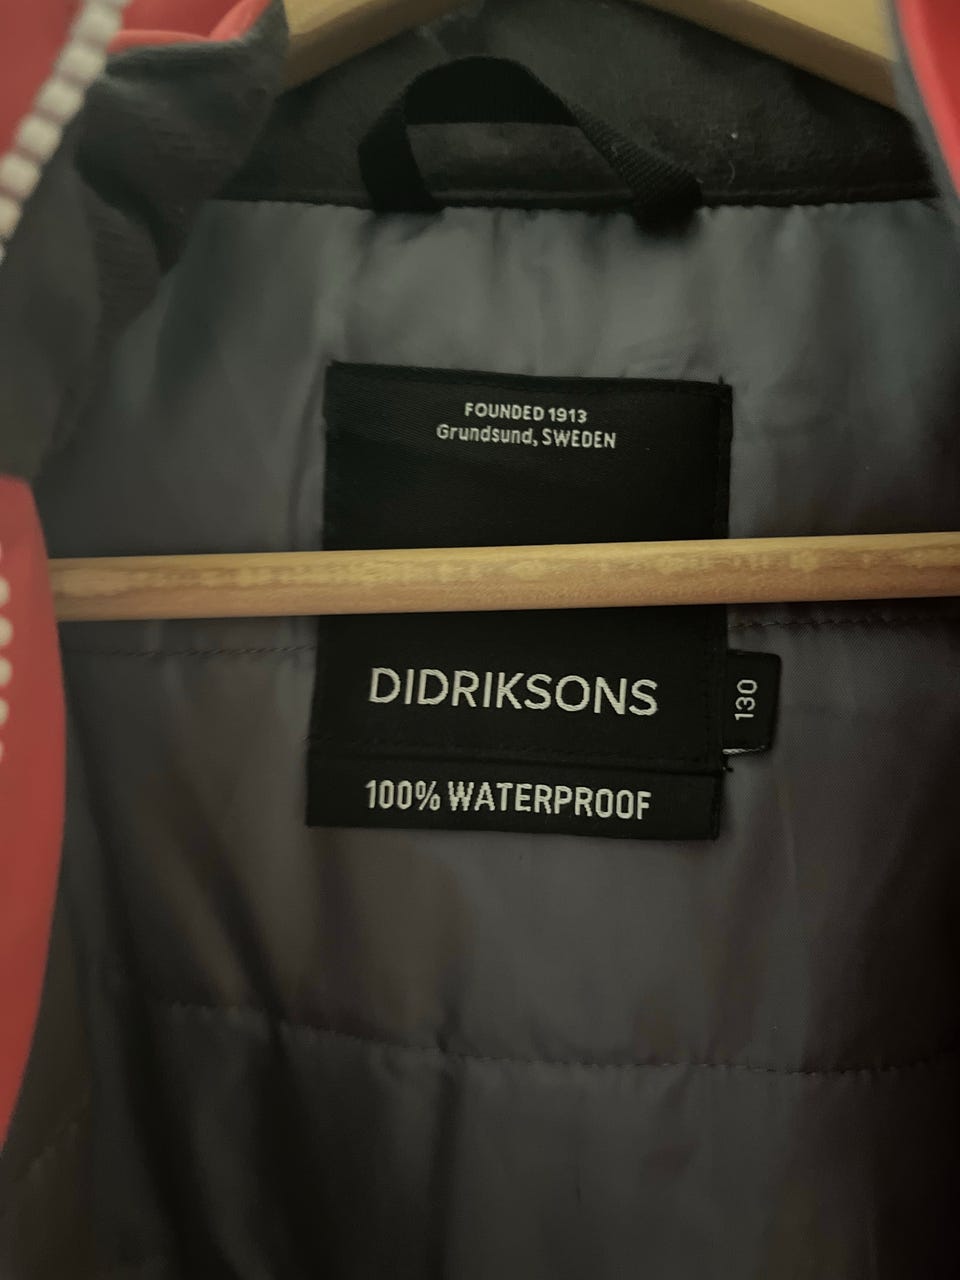 FOUNDED 1913
Grundsund, SWEDEN
DIDRIKSONS
130
100% WATERPROOF